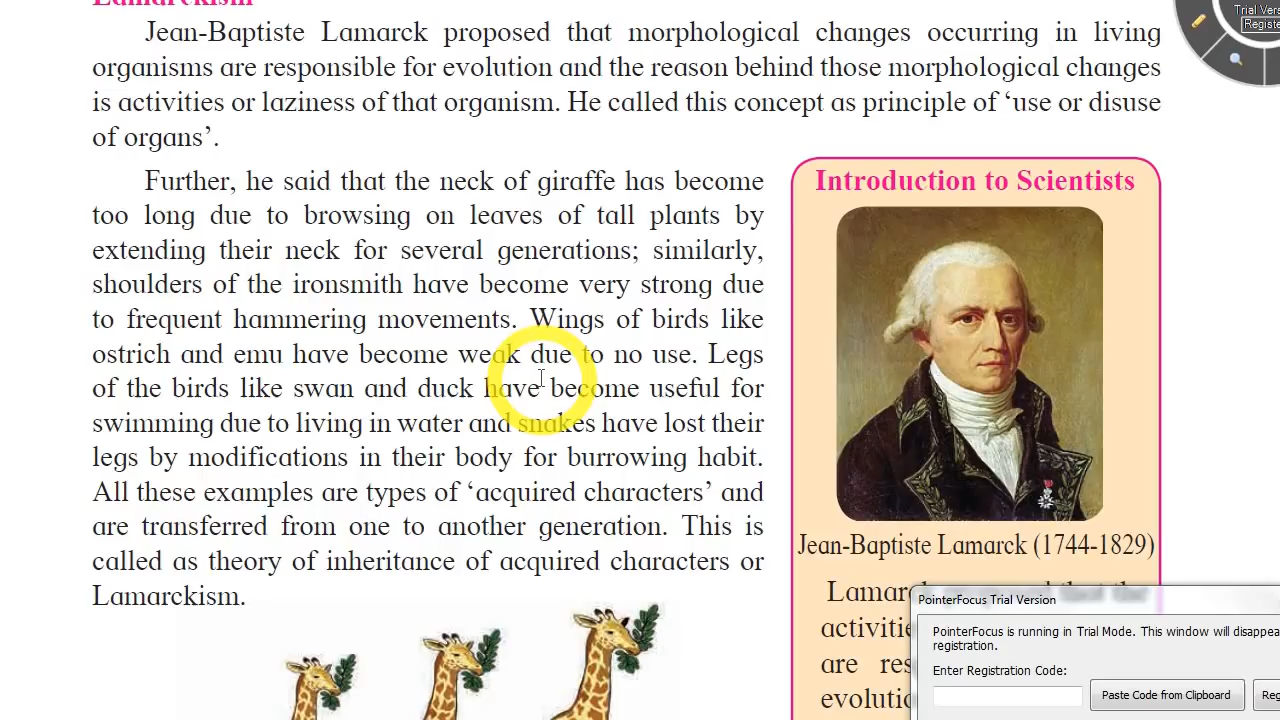 Lamarckism
Jean-Baptiste Lamarck proposed that morphological changes occurring in living
organisms are responsible for evolution and the reason behind those morphological changes
is activities or laziness of that organism. He called this concept as principle of ‘use or disuse
of organs’.
Further, he said that the neck of giraffe has become
too long due to browsing on leaves of tall plants by
extending their neck for several generations; similarly,
shoulders of the ironsmith have become very strong due
to frequent hammering movements. Wings of birds like
ostrich and emu have become weak due to no use. Legs
of the birds like swan and duck have become useful for
swimming due to living in water and snakes have lost their
legs by modifications in their body for burrowing habit.
All these examples are types of ‘acquired characters’ and
are transferred from one to another generation. This is
called as theory of inheritance of acquired characters or
Lamarckism.
Introduction to Scientists
Jean-Baptiste Lamarck (1744-1829)
Lamarck proposed that the
activitie
are res
evolutio
Trial Vers
Registe
PointerFocus Trial Version
PointerFocus is running in Trial Mode. This window will disappea
registration.
Enter Registration Code:
Paste Code from Clipboard
Reg